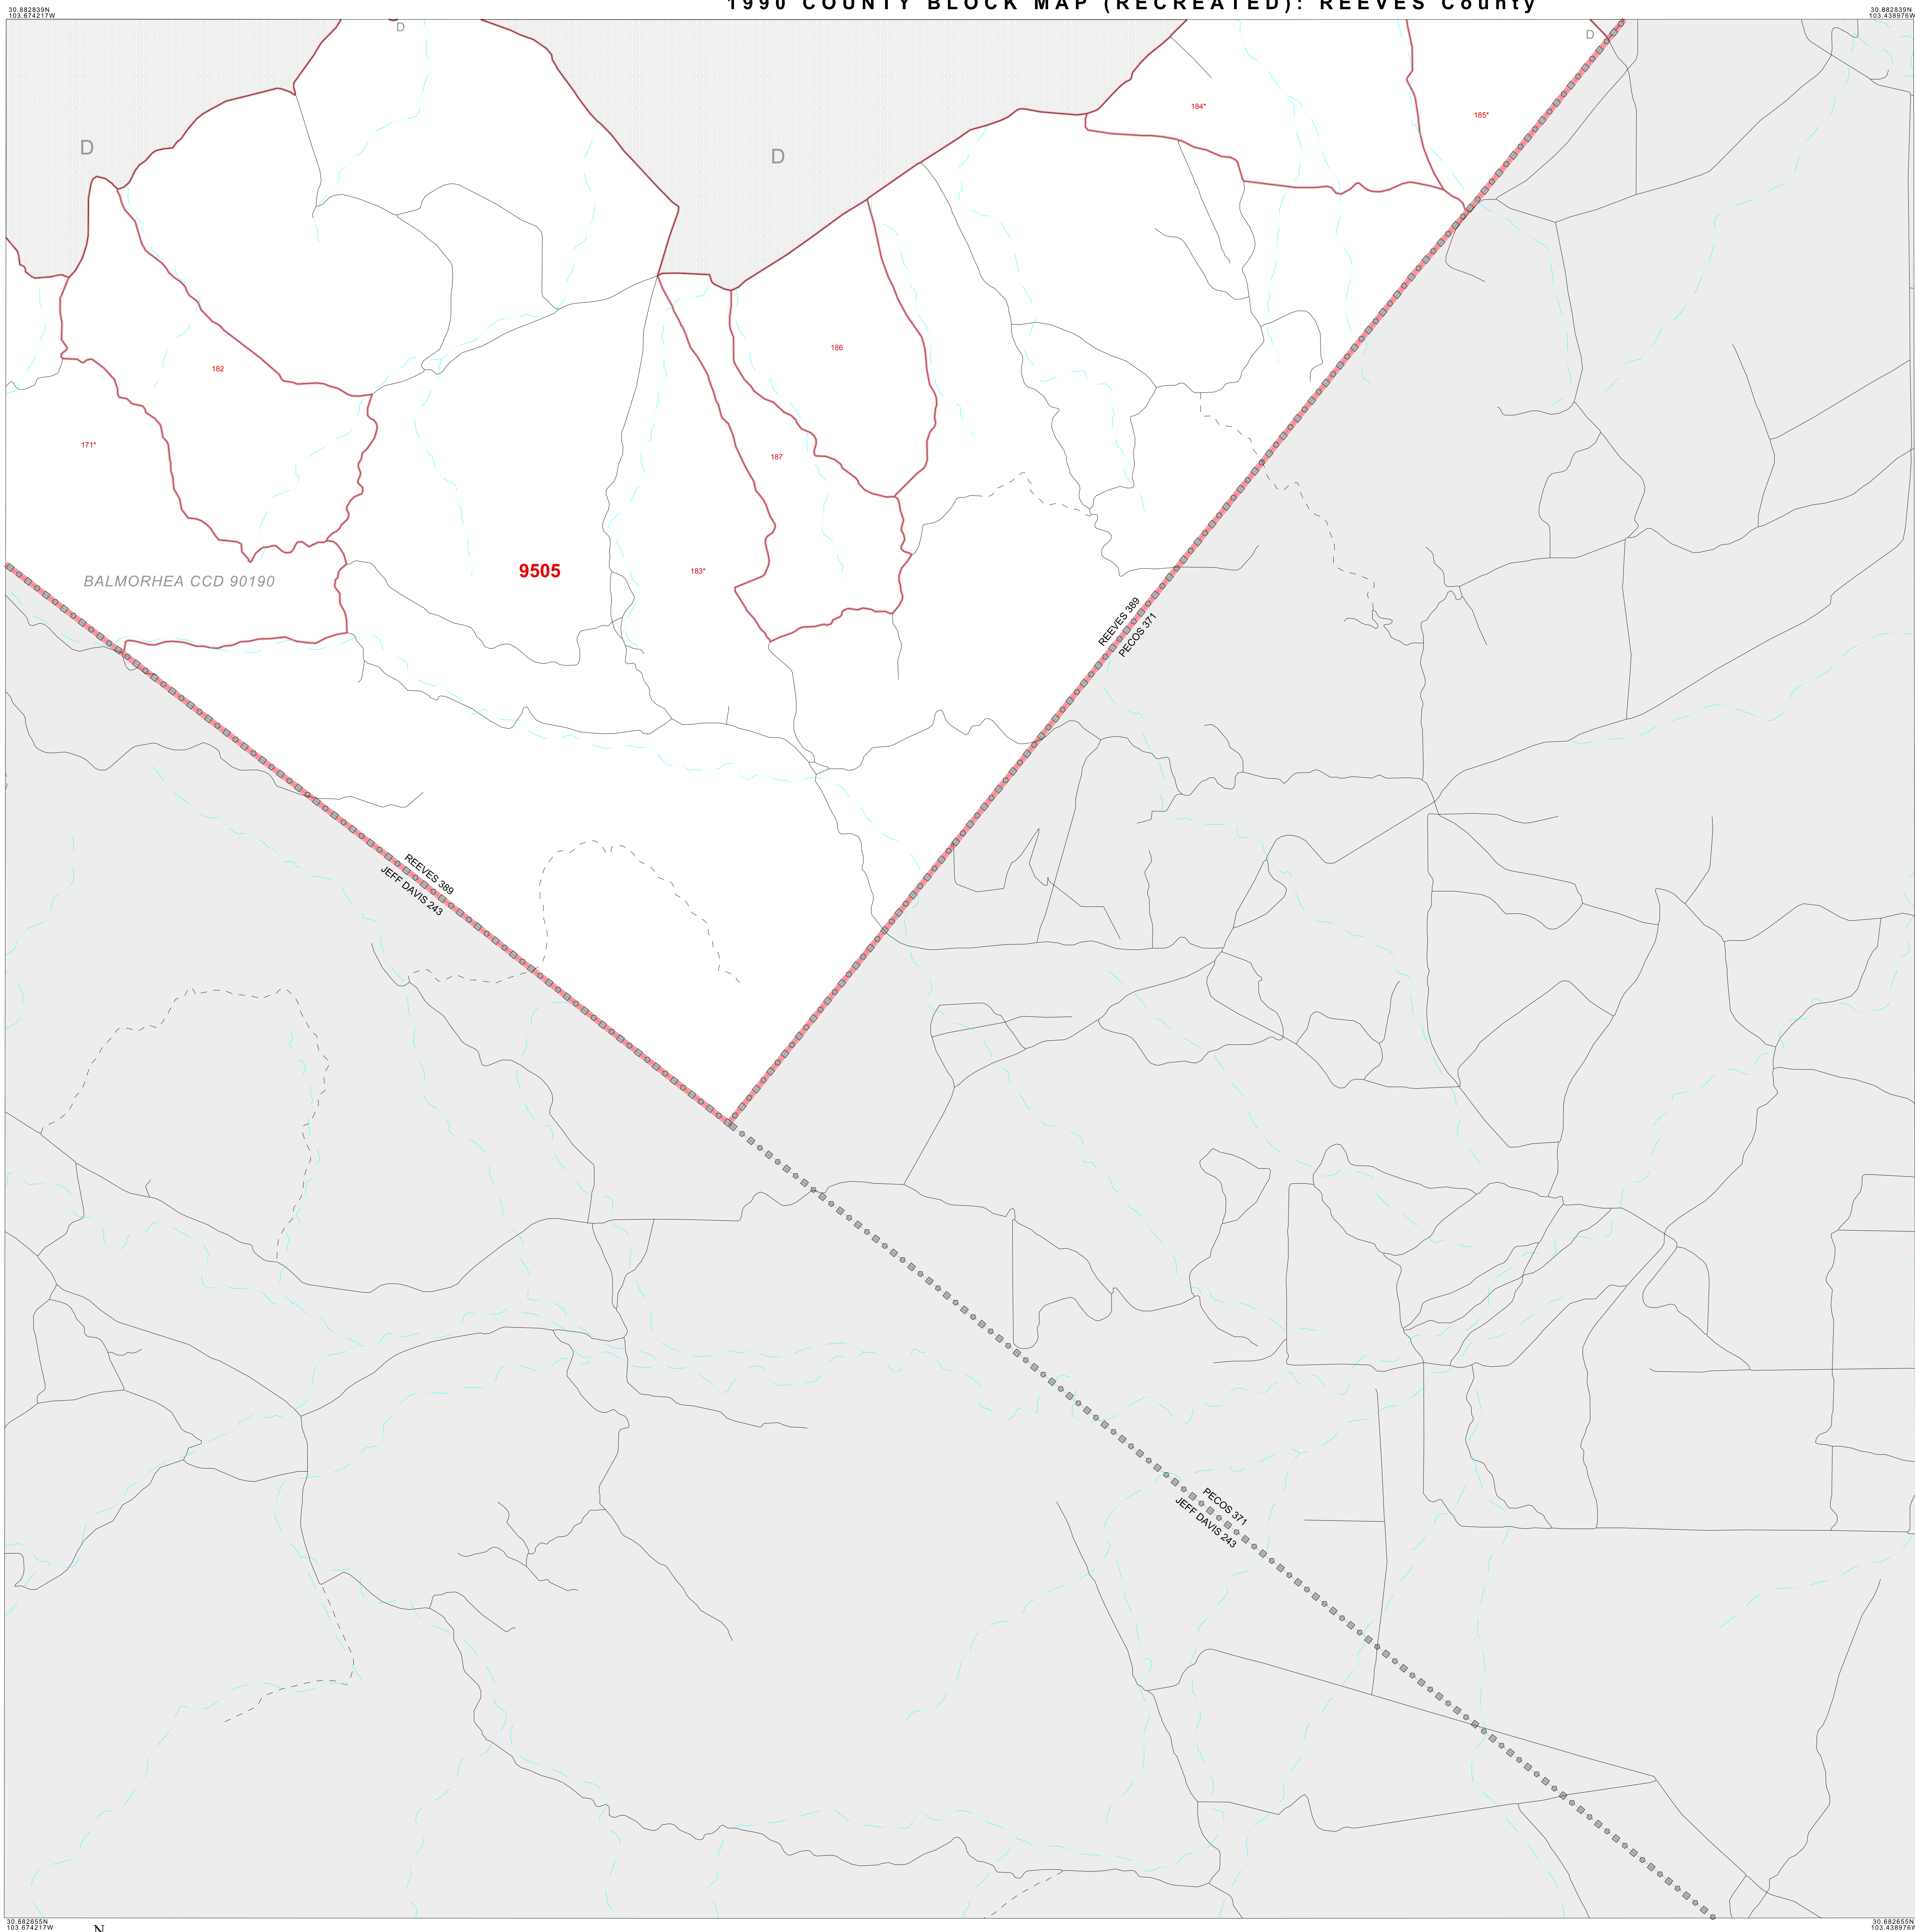 1990 COUNTY BLOCK MAP (RECREATED): REEVES County
30.882839N
103.674217W
30.882839N
103.438976W
D
D
D
D
184*
185*
186
182
171*
187
183*
9505
BALMORHEA CCD 90190
REEVES 389
PECOS 371
REEVES 389
JEFF DAVIS 243
PECOS 371
JEFF DAVIS 243
30.682655N
103.674217W
N
30.682655N
103.438976W